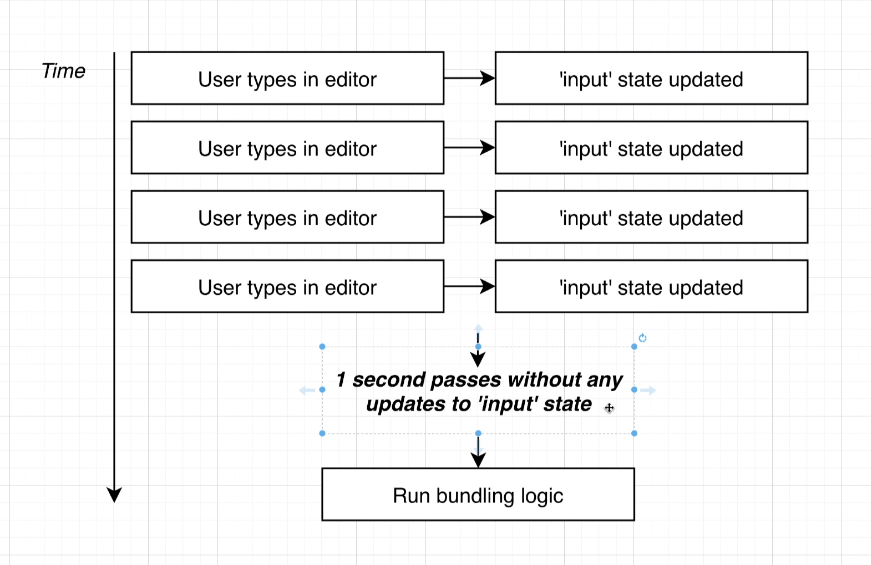 Time
User types in editor
'input' state updated
User types in editor
'input' state updated
User types in editor
'input' state updated
User types in editor
'input' state updated
1 second passes without any
updates to 'input' state
Run bundling logic